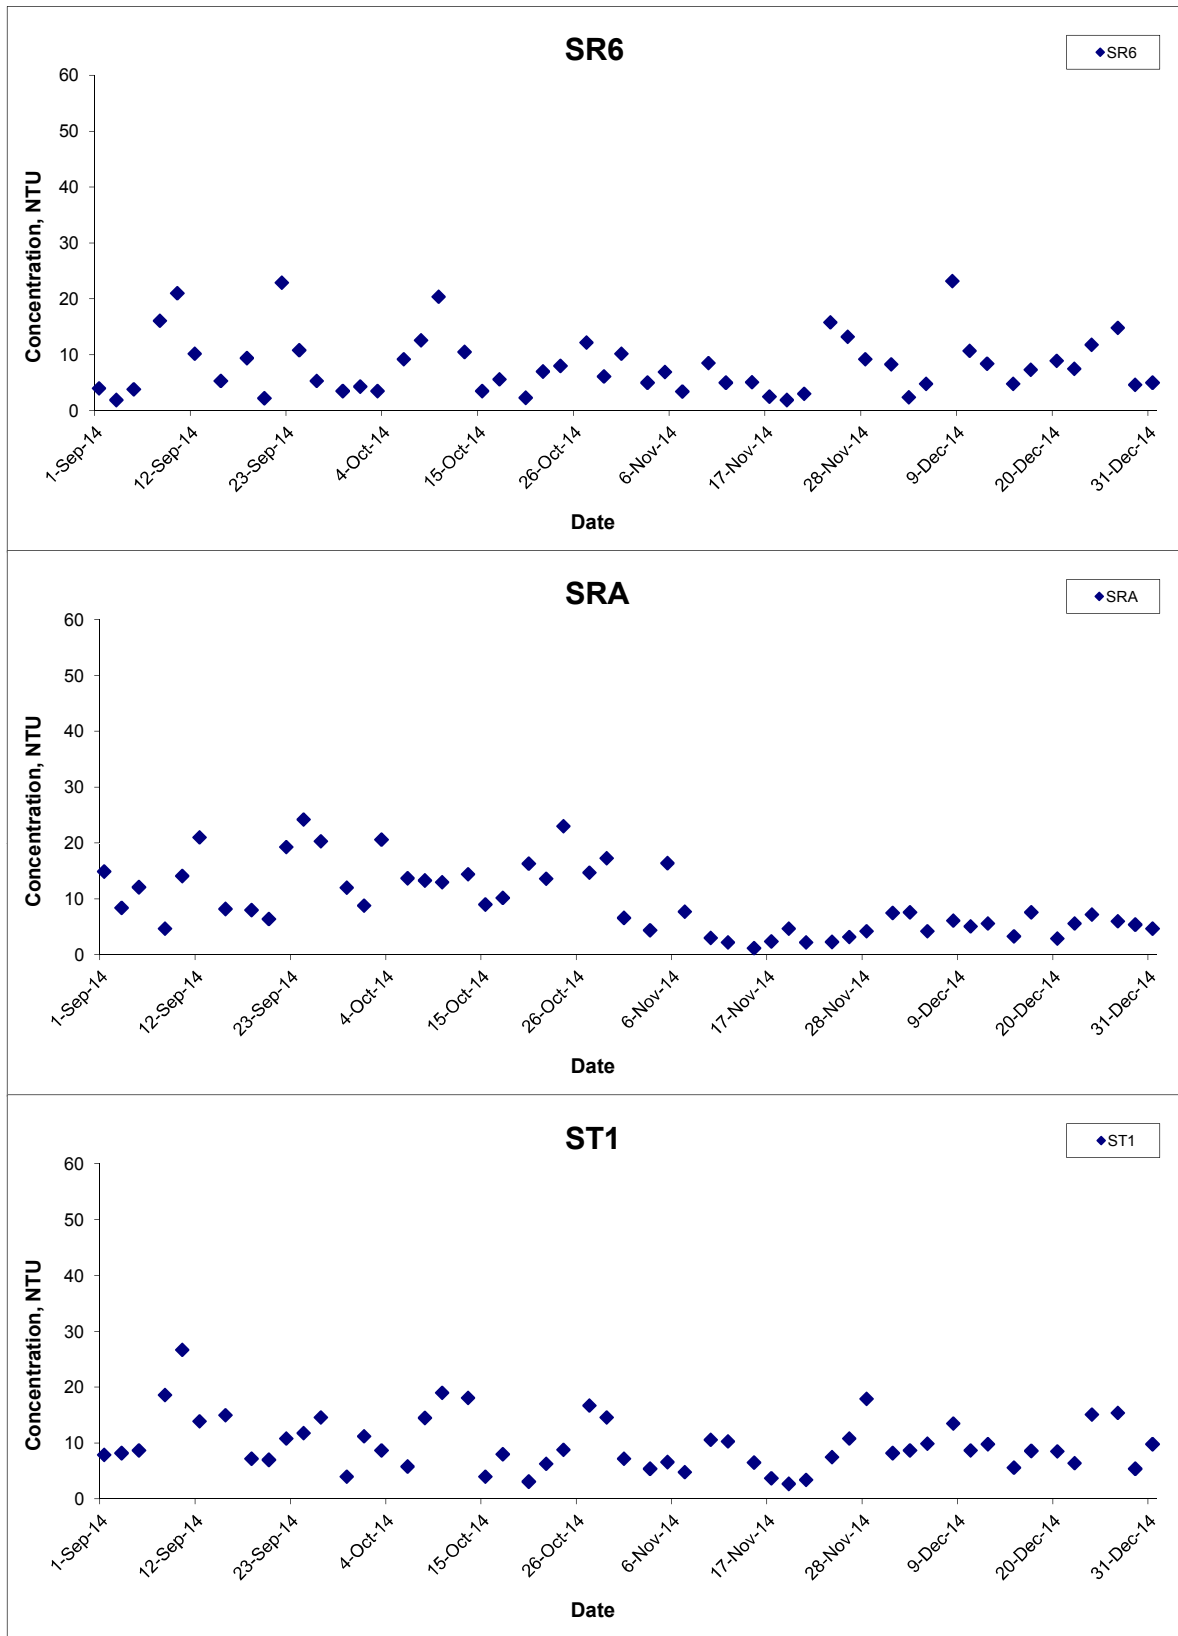 SR6
SR6
60
50
40
30
20
10
0
Concentration, NTU
1-Sep-14
12-Sep-14
23-Sep-14
4-Oct-14
15-Oct-14
26-Oct-14
6-Nov-14
17-Nov-14
28-Nov-14
9-Dec-14
20-Dec-14
31-Dec-14
Date
SRA
SRA
60
50
40
30
20
10
0
Concentration, NTU
1-Sep-14
12-Sep-14
23-Sep-14
4-Oct-14
15-Oct-14
26-Oct-14
6-Nov-14
17-Nov-14
28-Nov-14
9-Dec-14
20-Dec-14
31-Dec-14
Date
ST1
ST1
60
50
40
30
20
10
0
Concentration, NTU
1-Sep-14
12-Sep-14
23-Sep-14
4-Oct-14
15-Oct-14
26-Oct-14
6-Nov-14
17-Nov-14
28-Nov-14
9-Dec-14
20-Dec-14
31-Dec-14
Date